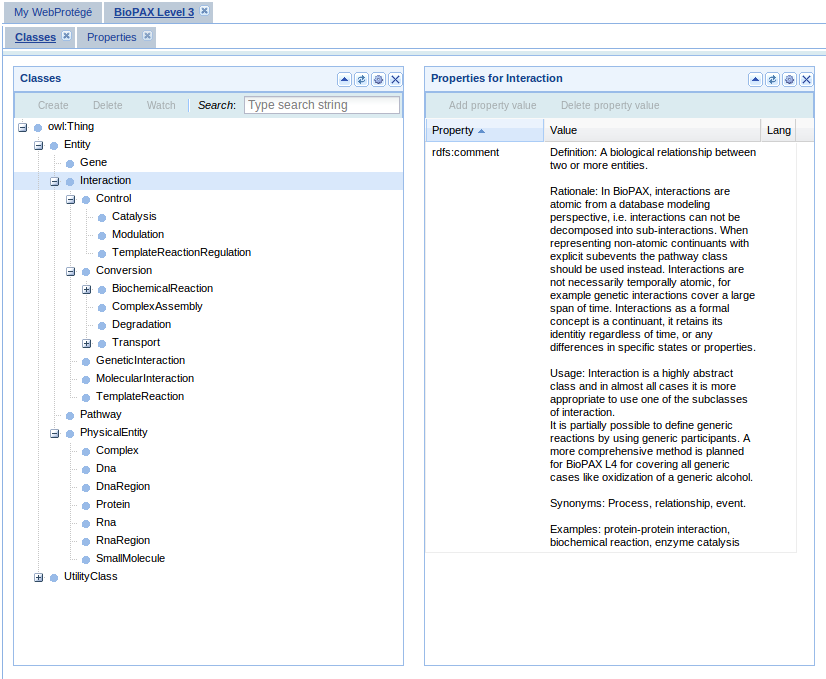 My WebProtégé BioPAX Level 3
Classes Properties
Classes
Create Delete Watch Search: Type search string
owl:Thing
Entity
Gene
Interaction
Control
Catalysis
Modulation
TemplateReactionRegulation
Conversion
BiochemicalReaction
ComplexAssembly
Degradation
Transport
GeneticInteraction
MolecularInteraction
TemplateReaction
Pathway
PhysicalEntity
Complex
Dna
DnaRegion
Protein
Rna
RnaRegion
SmallMolecule
UtilityClass
Properties for Interaction
Add property value Delete property value
Property Value Lang
rdfs:comment Definition: A biological relationship between
two or more entities.
Rationale: In BioPAX, interactions are
atomic from a database modeling
perspective, i.e. interactions can not be
decomposed into sub-interactions. When
representing non-atomic continuants with
explicit subevents the pathway class
should be used instead. Interactions are
not necessarily temporally atomic, for
example genetic interactions cover a large
span of time. Interactions as a formal
concept is a continuant, it retains its
identitiy regardless of time, or any
differences in specific states or properties.
Usage: Interaction is a highly abstract
class and in almost all cases it is more
appropriate to use one of the subclasses
of interaction.
It is partially possible to define generic
reactions by using generic participants. A
more comprehensive method is planned
for BioPAX L4 for covering all generic
cases like oxidization of a generic alcohol.
Synonyms: Process, relationship, event.
Examples: protein-protein interaction,
biochemical reaction, enzyme catalysis